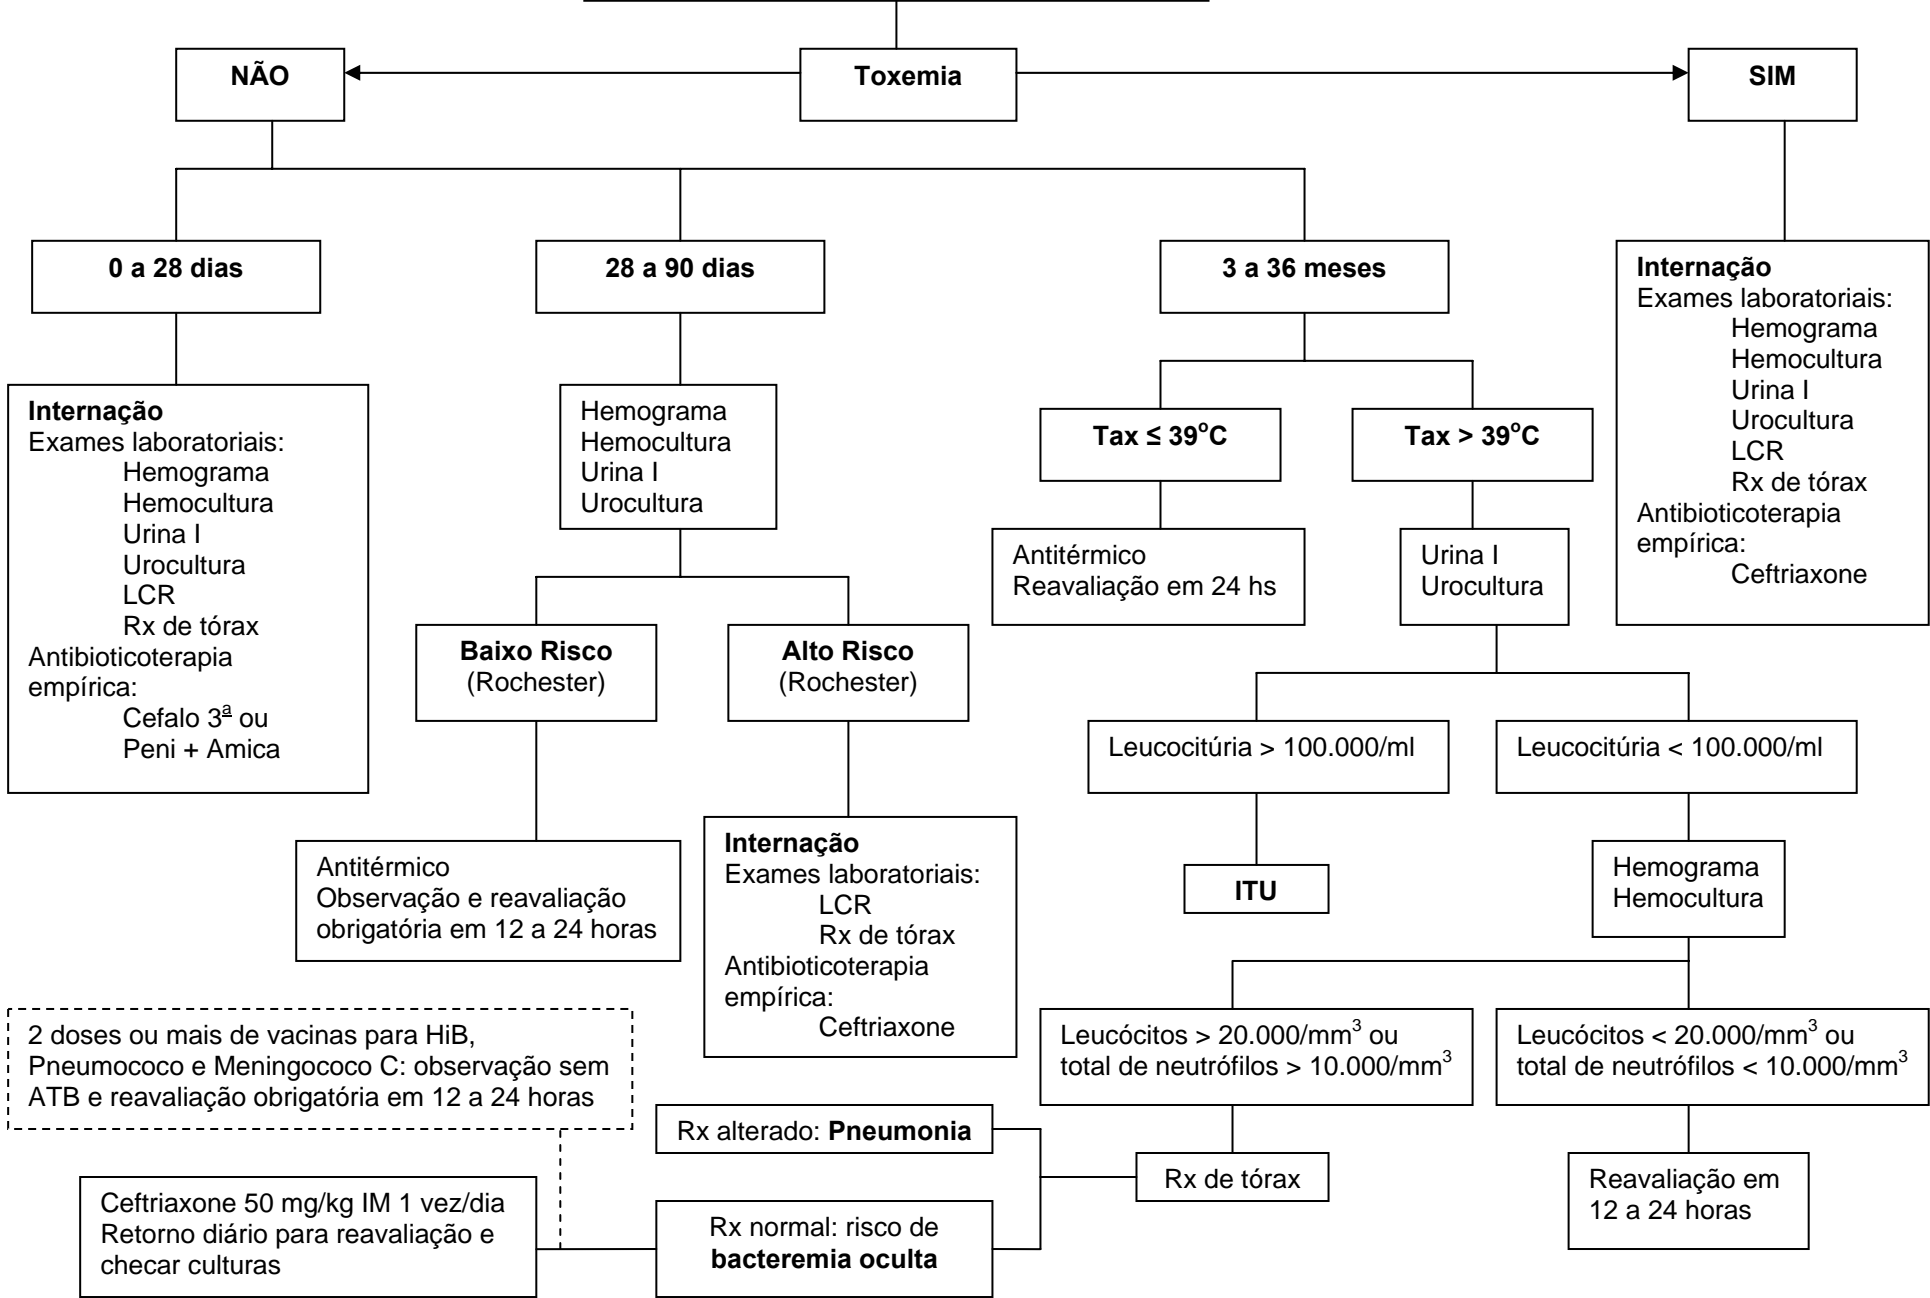 NÃO
Toxemia
SIM
0 a 28 dias
28 a 90 dias
3 a 36 meses
Internação
Exames laboratoriais:
Hemograma
Hemocultura
Urina I
Urocultura
LCR
Rx de tórax
Antibioticoterapia
empírica:
Ceftriaxone
Internação
Exames laboratoriais:
Hemograma
Hemocultura
Urina I
Urocultura
LCR
Rx de tórax
Antibioticoterapia
empírica:
Cefalo 3ª ou
Peni + Amica
Hemograma
Hemocultura
Urina I
Urocultura
Tax ≤ 39°C
Tax > 39°C
Antitérmico
Reavaliação em 24 hs
Urina I
Urocultura
Baixo Risco
(Rochester)
Alto Risco
(Rochester)
Leucocitúria > 100.000/ml
Leucocitúria < 100.000/ml
Antitérmico
Observação e reavaliação
obrigatória em 12 a 24 horas
Internação
Exames laboratoriais:
LCR
Rx de tórax
Antibioticoterapia
empírica:
Ceftriaxone
ITU
Hemograma
Hemocultura
2 doses ou mais de vacinas para HiB,
Pneumococo e Meningococo C: observação sem
ATB e reavaliação obrigatória em 12 a 24 horas
Leucócitos > 20.000/mm³ ou
total de neutrófilos > 10.000/mm³
Leucócitos < 20.000/mm³ ou
total de neutrófilos < 10.000/mm³
Rx alterado: Pneumonia
Rx de tórax
Reavaliação em
12 a 24 horas
Ceftriaxone 50 mg/kg IM 1 vez/dia
Retorno diário para reavaliação e
checar culturas
Rx normal: risco de
bacteremia oculta